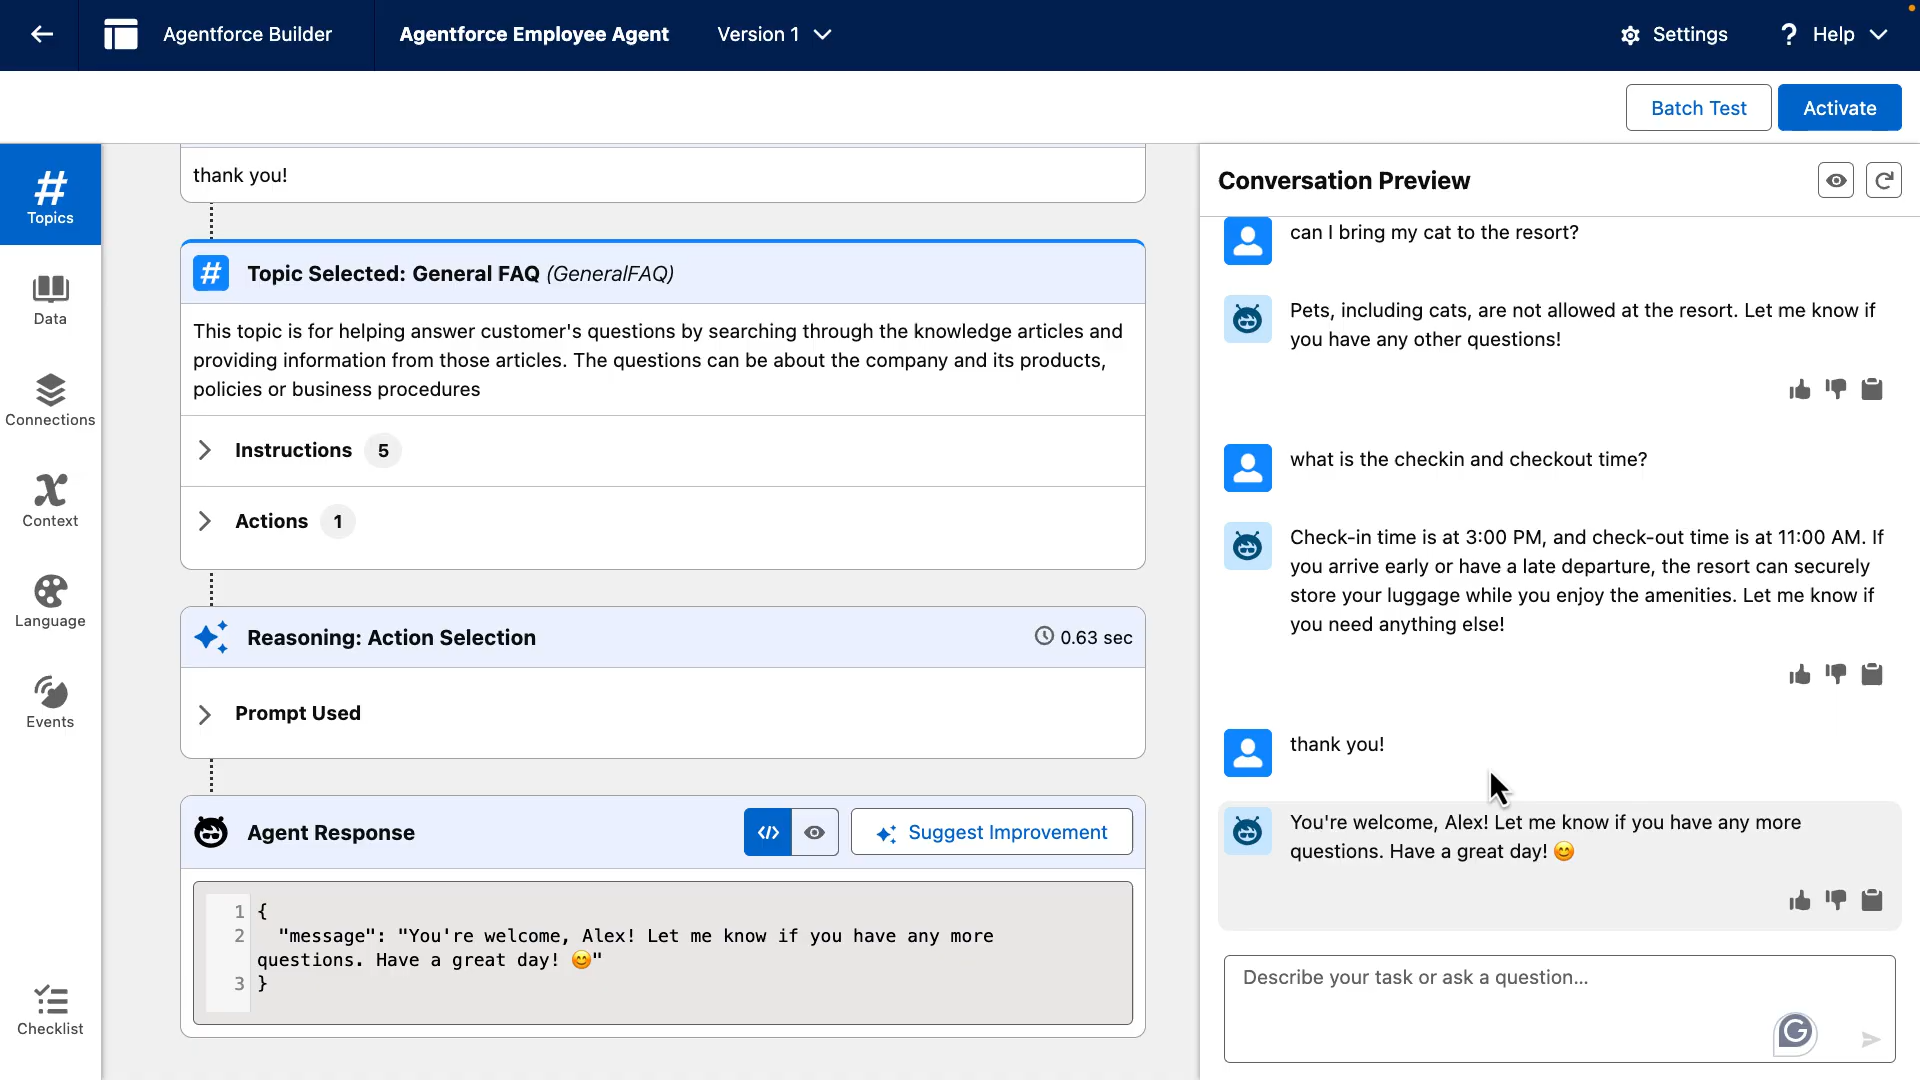 Agentforce Builder
Agentforce Employee Agent
Version 1
Settings
? Help
Batch Test
Activate
Topics
Data
Connections
Context
Language
Events
Checklist
thank you!
Topic Selected: General FAQ (GeneralFAQ)
This topic is for helping answer customer's questions by searching through the knowledge articles and
providing information from those articles. The questions can be about the company and its products,
policies or business procedures
Instructions 5
Actions 1
Reasoning: Action Selection
0.63 sec
Prompt Used
Agent Response
</>
Suggest Improvement
1 {
2 "message": "You're welcome, Alex! Let me know if you have any more
questions. Have a great day! 😊"
3 }
Conversation Preview
can I bring my cat to the resort?
Pets, including cats, are not allowed at the resort. Let me know if
you have any other questions!
what is the checkin and checkout time?
Check-in time is at 3:00 PM, and check-out time is at 11:00 AM. If
you arrive early or have a late departure, the resort can securely
store your luggage while you enjoy the amenities. Let me know if
you need anything else!
thank you!
You're welcome, Alex! Let me know if you have any more
questions. Have a great day! 😊
Describe your task or ask a question...